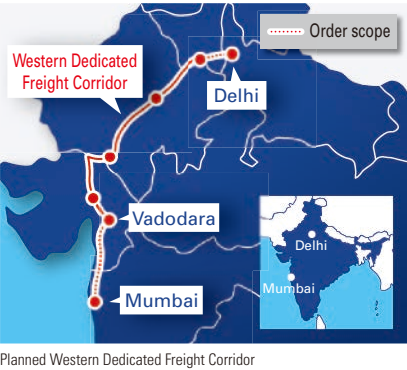 Order scope
Western Dedicated
Freight Corridor
Delhi
Vadodara
Mumbai
Delhi
Mumbai
Planned Western Dedicated Freight Corridor